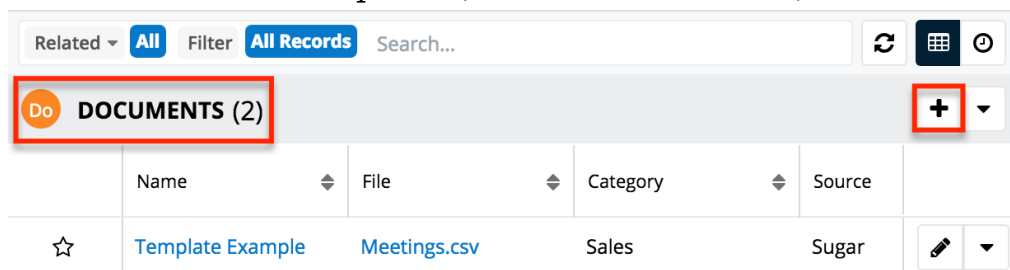 Related All Filter All Records Search...
Do DOCUMENTS (2)
Name File Category Source
Template Example Meetings.csv Sales Sugar